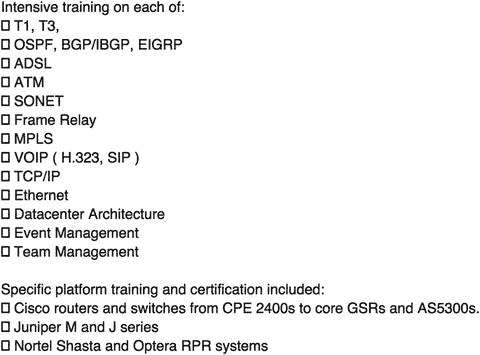 Intensive training on each of:
▯ T1, T3,
▯ OSPF, BGP/IBGP, EIGRP
▯ ADSL
▯ ATM
▯ SONET
▯ Frame Relay
▯ MPLS
▯ VOIP ( H.323, SIP )
▯ TCP/IP
▯ Ethernet
▯ Datacenter Architecture
▯ Event Management
▯ Team Management
Specific platform training and certification included:
▯ Cisco routers and switches from CPE 2400s to core GSRs and AS5300s.
▯ Juniper M and J series
▯ Nortel Shasta and Optera RPR systems